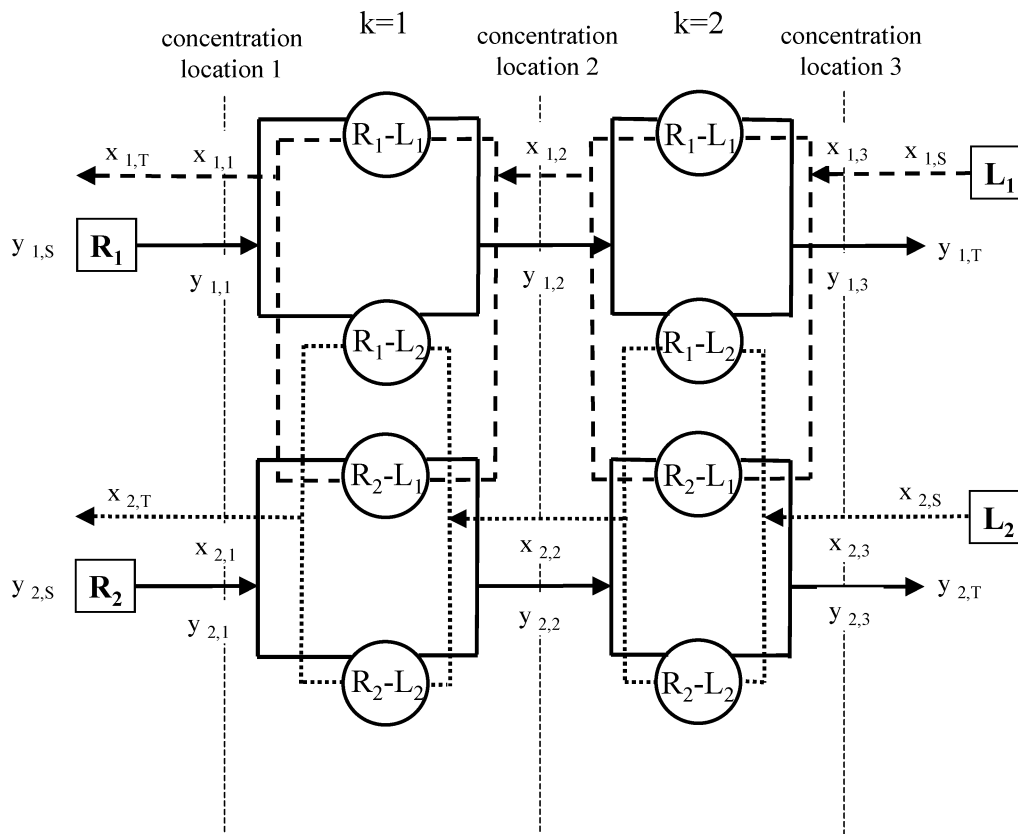 k=1
k=2
concentration
location 1
concentration
location 2
concentration
location 3
R1-L1
R1-L1
x 1,T
x 1,1
x 1,2
x 1,3
x 1,S
L1
y 1,S
R1
y 1,1
y 1,2
y 1,3
y 1,T
R1-L2
R1-L2
R2-L1
R2-L1
x 2,T
x 2,S
L2
x 2,1
x 2,2
x 2,3
y 2,S
R2
y 2,T
y 2,1
y 2,2
y 2,3
R2-L2
R2-L2